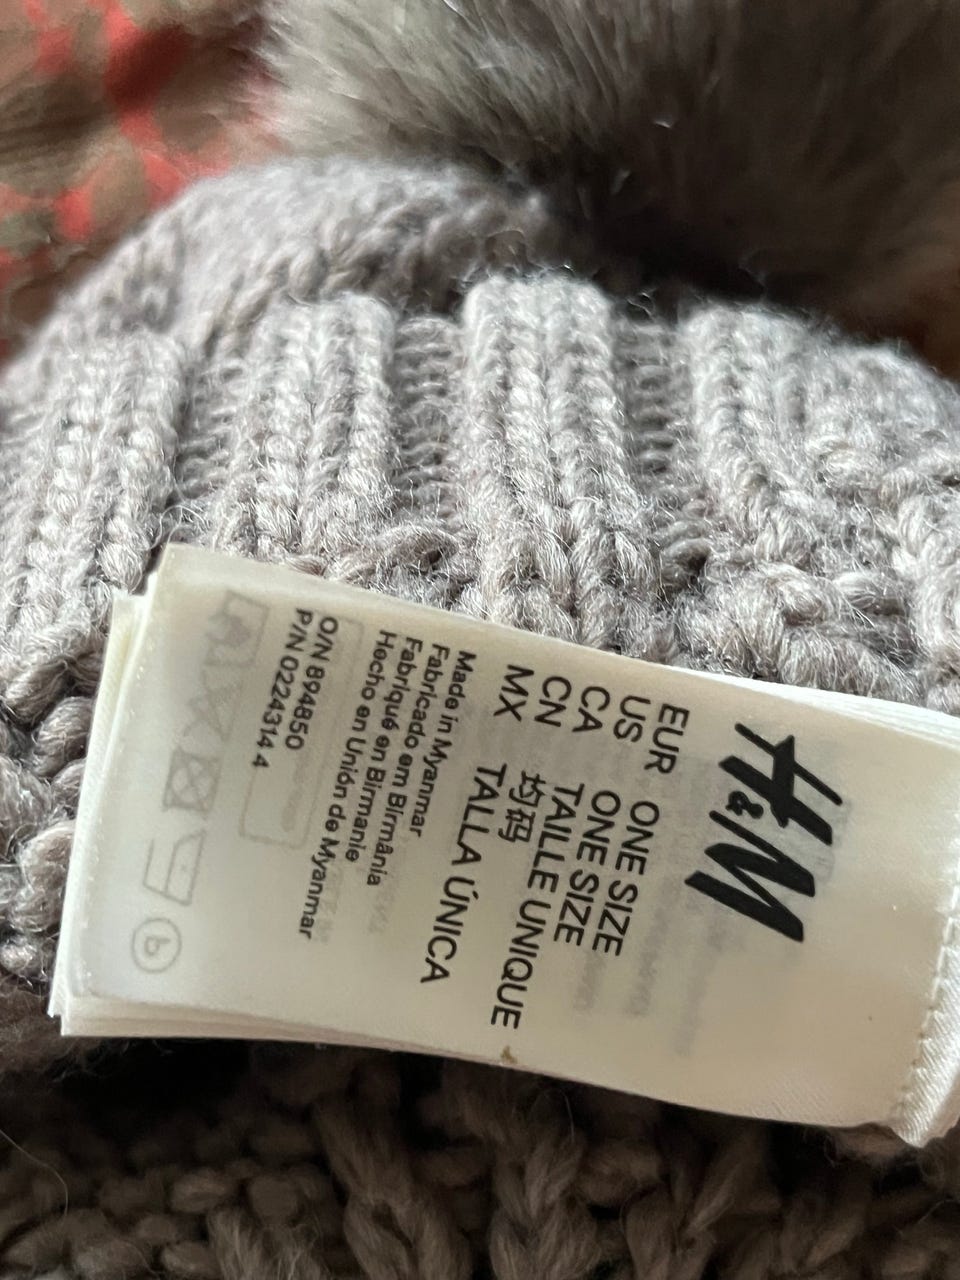 H&M
EUR ONE SIZE
US ONE SIZE
CA TAILLE UNIQUE
CN 均码
MX TALLA ÚNICA
Made in Myanmar
Fabricado em Birmânia
Fabriqué en Birmanie
Hecho en Unión de Myanmar
O/N 894850
P/N 0224314 4